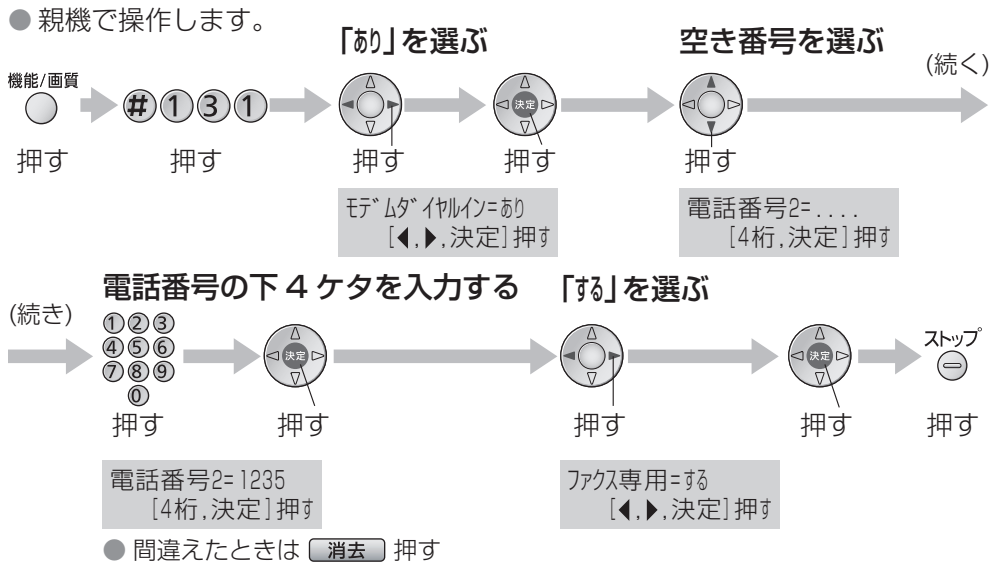 ● 親機で操作します。
「あり」を選ぶ
空き番号を選ぶ
(続く)
機能/画質
#131
決定
押す
押す
押す
押す
押す
モデムダイヤルイン=あり
[◀,▶,決定]押す
電話番号2=....
[4桁,決定]押す
電話番号の下4ケタを入力する
「する」を選ぶ
(続き)
①②③
④⑤⑥
⑦⑧⑨
⓪
決定
決定
ストップ
押す
押す
押す
押す
押す
電話番号2=1235
[4桁,決定]押す
ファクス専用=する
[◀,▶,決定]押す
● 間違えたときは 消去 押す